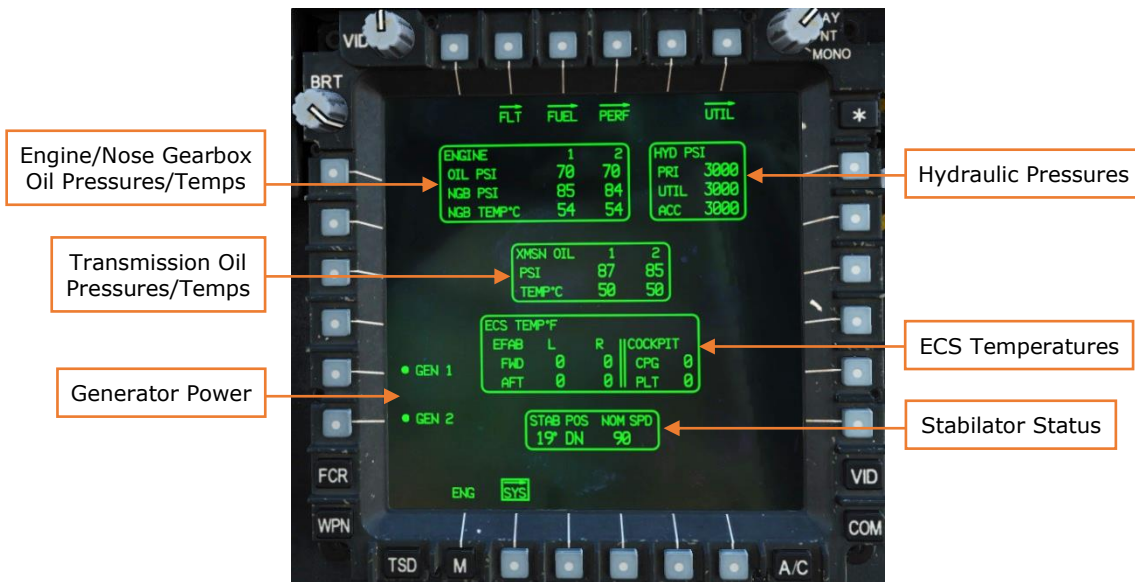 VID
AY
NT
MONO
BRT
FLT FUEL PERF UTIL
*
Engine/Nose Gearbox
Oil Pressures/Temps
ENGINE 1 2
OIL PSI 70 70
NGB PSI 85 84
NGB TEMP°C 54 54
HYD PSI
PRI 3000
UTIL 3000
ACC 3000
Hydraulic Pressures
Transmission Oil
Pressures/Temps
XMSN OIL 1 2
PSI 87 85
TEMP°C 50 50
ECS TEMP°F
EFAB L R COCKPIT
FWD 0 0 CPG 0
AFT 0 0 PLT 0
ECS Temperatures
Generator Power
GEN 1
GEN 2
STAB POS NOM SPD
19° DN 90
Stabilator Status
FCR
VID
ENG SYS
WPN
COM
TSD M A/C